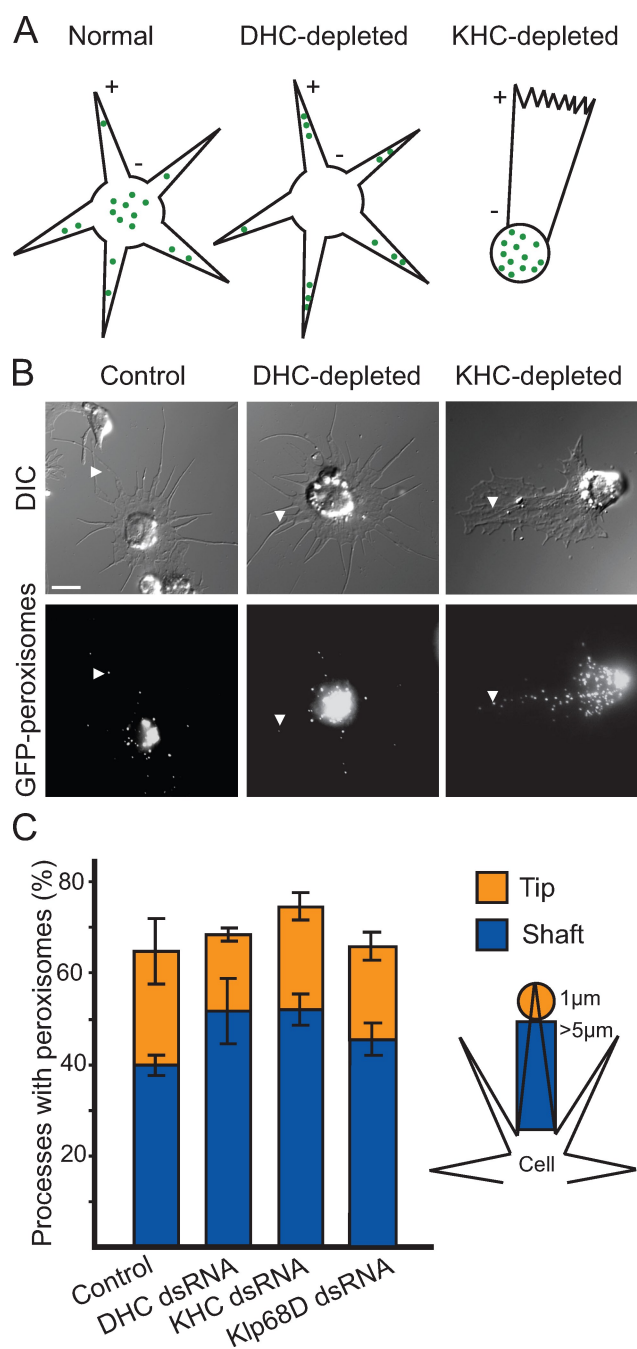 A
Normal DHC-depleted KHC-depleted
+ + +
- - -
B
Control DHC-depleted KHC-depleted
DIC
GFP-peroxisomes
C
Processes with peroxisomes (%)
80
60
40
20
Control
DHC dsRNA
KHC dsRNA
Klp68D dsRNA
Tip
Shaft
1µm
>5µm
Cell